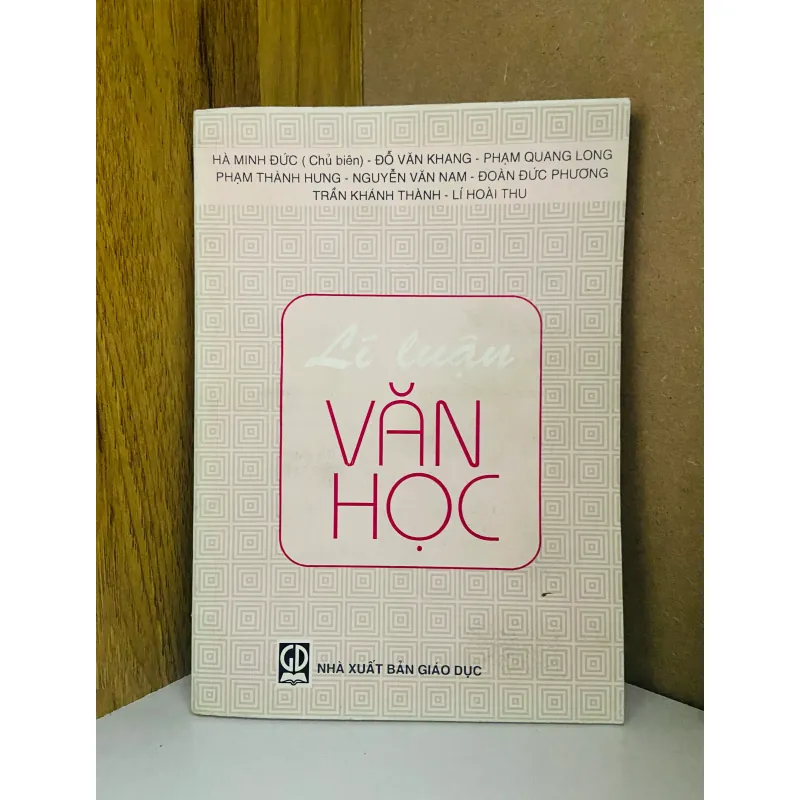 HÀ MINH ĐỨC ( Chủ biên) - ĐỖ VĂN KHANG - PHẠM QUANG LONG
PHẠM THÀNH HƯNG - NGUYỄN VĂN NAM - ĐOÀN ĐỨC PHƯƠNG
TRẦN KHÁNH THÀNH - LÍ HOÀI THU
Lí luận
VĂN
HỌC
GD
NHÀ XUẤT BẢN GIÁO DỤC